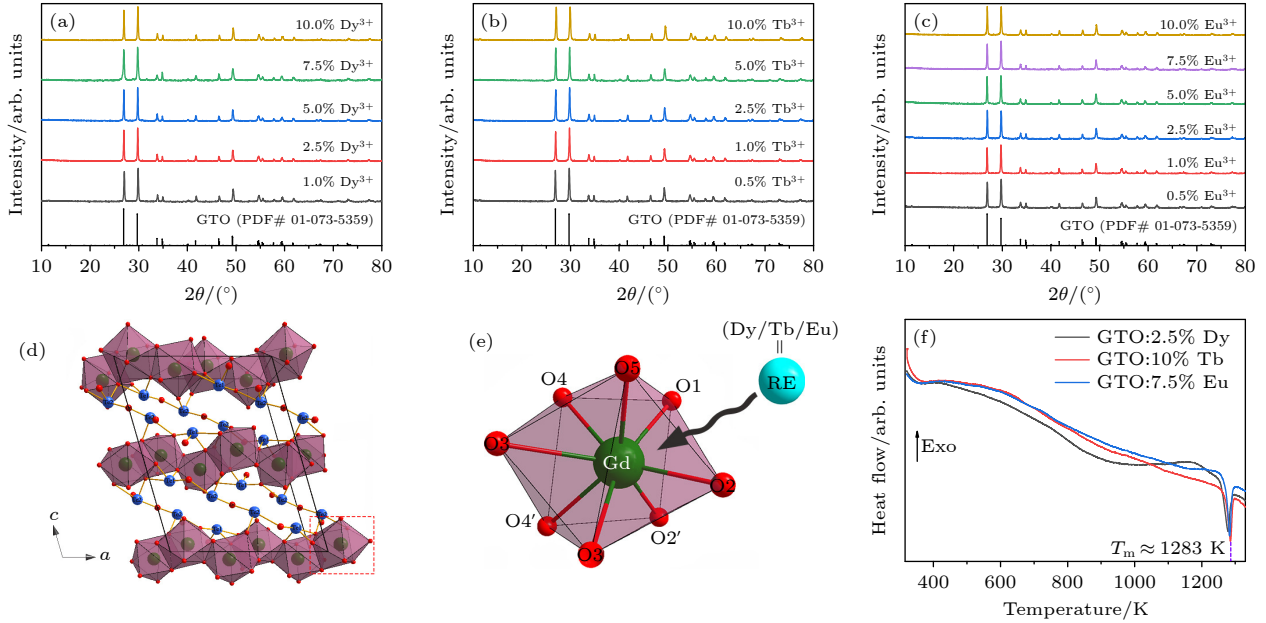 (a)
10.0% Dy³⁺
7.5% Dy³⁺
5.0% Dy³⁺
2.5% Dy³⁺
1.0% Dy³⁺
GTO (PDF# 01-073-5359)
Intensity/arb. units
10 20 30 40 50 60 70 80
2θ/(°)
(b)
10.0% Tb³⁺
5.0% Tb³⁺
2.5% Tb³⁺
1.0% Tb³⁺
0.5% Tb³⁺
GTO (PDF# 01-073-5359)
Intensity/arb. units
10 20 30 40 50 60 70 80
2θ/(°)
(c)
10.0% Eu³⁺
7.5% Eu³⁺
5.0% Eu³⁺
2.5% Eu³⁺
1.0% Eu³⁺
0.5% Eu³⁺
GTO (PDF# 01-073-5359)
Intensity/arb. units
10 20 30 40 50 60 70 80
2θ/(°)
(d)
c
a
(e)
(Dy/Tb/Eu)
=
RE
O5
O4
O1
O3
Gd
O2
O4′
O2′
O3
(f)
GTO:2.5% Dy
GTO:10% Tb
GTO:7.5% Eu
Exo
Heat flow/arb. units
Tm ≈ 1283 K
400 600 800 1000 1200
Temperature/K